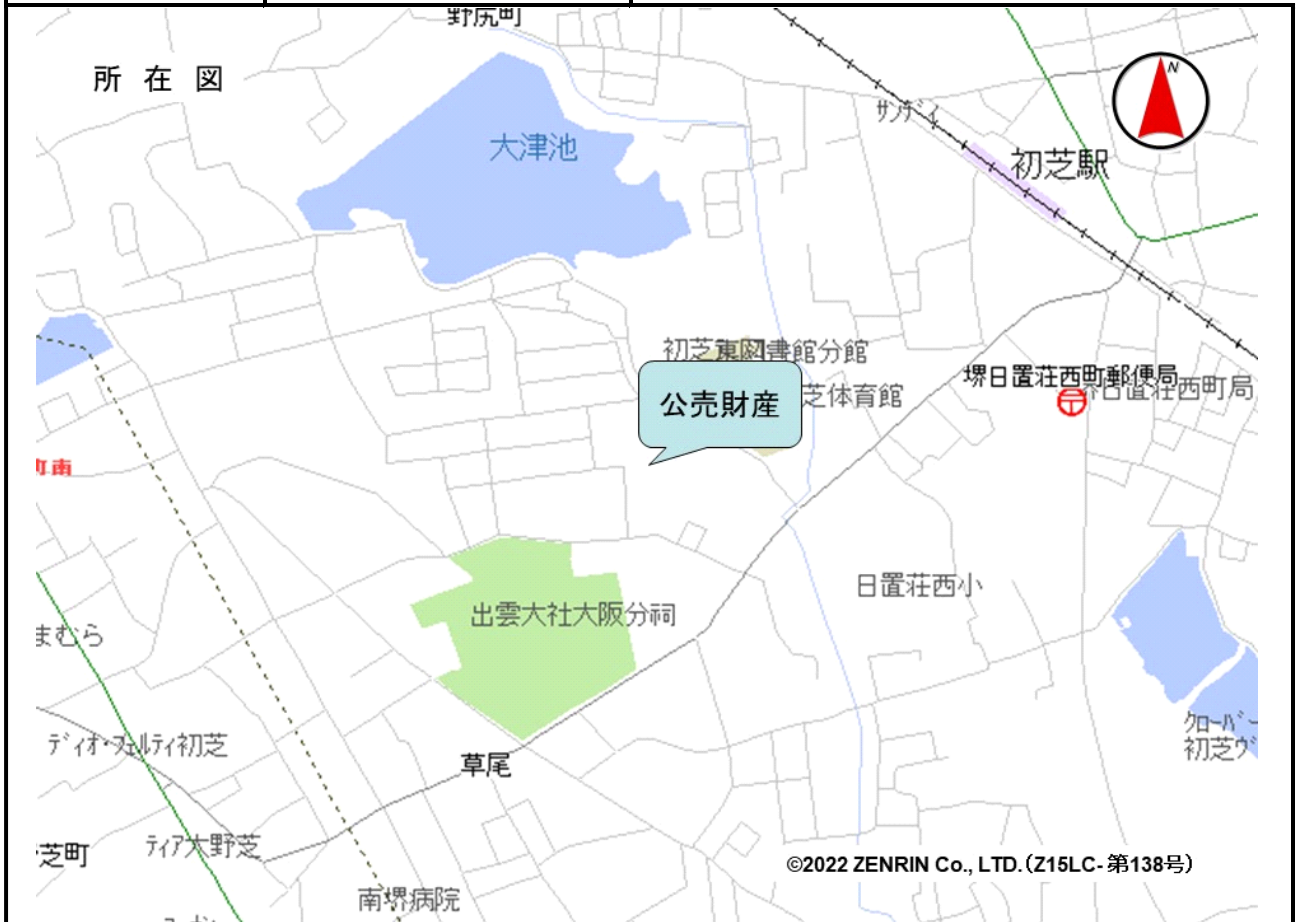 野尻町
所 在 図
N
ｻﾝﾃﾞｲ
大津池
初芝駅
初芝
東図書館分館
堺日置荘西町郵便局
日置荘西町局
公売財産
芝体育館
町南
日置荘西小
出雲大社大阪分祠
まむら
ｸﾛｰﾊﾞｰ
初芝ｳﾞ
ﾃﾞｨｵ･ﾌｪﾙﾃｨ初芝
草尾
ﾃｨｱ大野芝
芝町
©2022 ZENRIN Co., LTD.(Z15LC- 第138号)
南堺病院